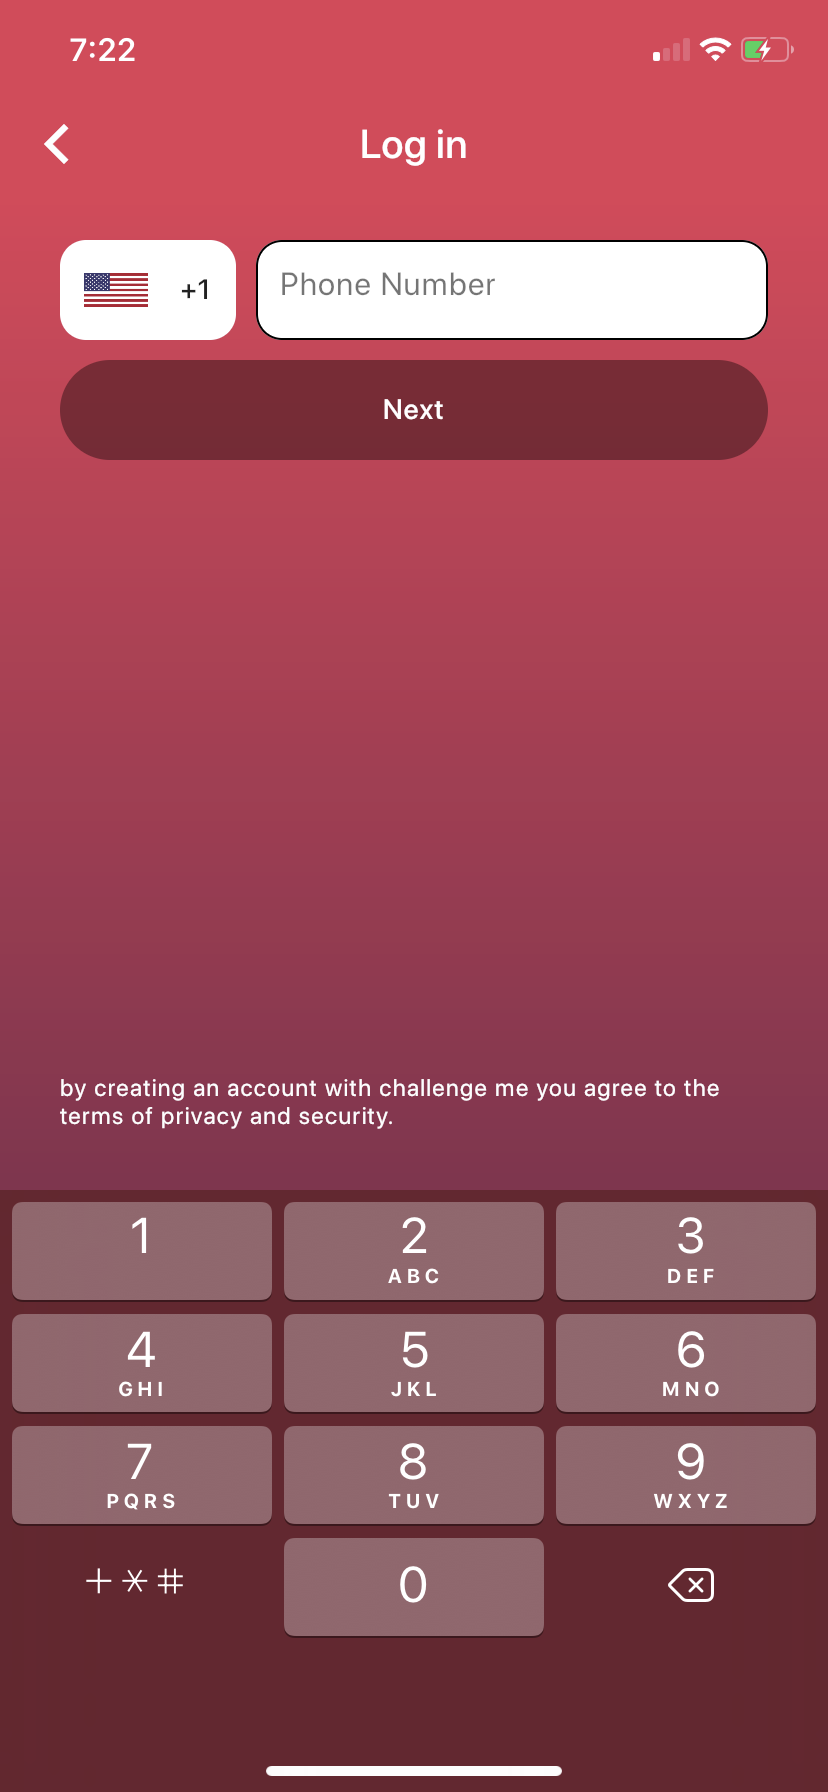 7:22
Log in
+1 Phone Number
Next
by creating an account with challenge me you agree to the
terms of privacy and security.
1 2 3
ABC DEF
4 5 6
GHI JKL MNO
7 8 9
PQRS TUV WXYZ
+*# 0